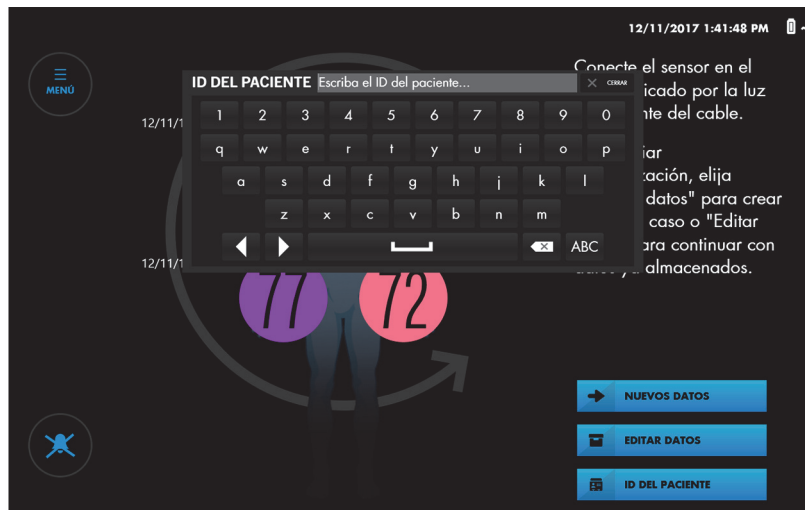 12/11/2017 1:41:48 PM
MENÚ
Conecte el sensor en el
ID DEL PACIENTE Escriba el ID del paciente... CERRAR
icado por la luz
nte del cable.
12/11/1
1 2 3 4 5 6 7 8 9 0
q w e r t y u i o p
a s d f g h j k l
z x c v b n m
ABC
iar
zación, elija
datos" para crear
caso o "Editar
ara continuar con
almacenados.
12/11/1
77 72
NUEVOS DATOS
EDITAR DATOS
ID DEL PACIENTE